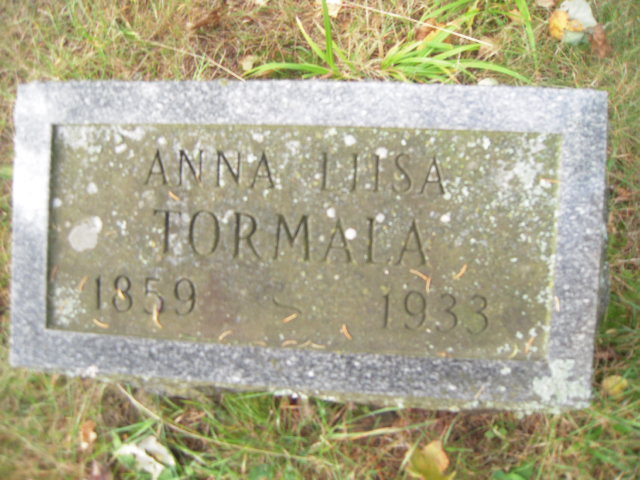 ANNA LIISA
TORMALA
1859 ~ 1933